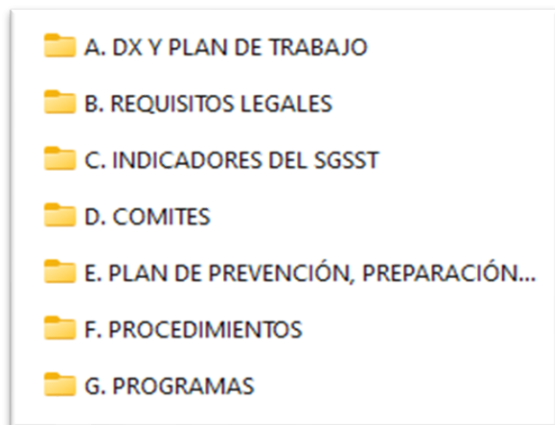 A. DX Y PLAN DE TRABAJO
B. REQUISITOS LEGALES
C. INDICADORES DEL SGSST
D. COMITES
E. PLAN DE PREVENCIÓN, PREPARACIÓN...
F. PROCEDIMIENTOS
G. PROGRAMAS